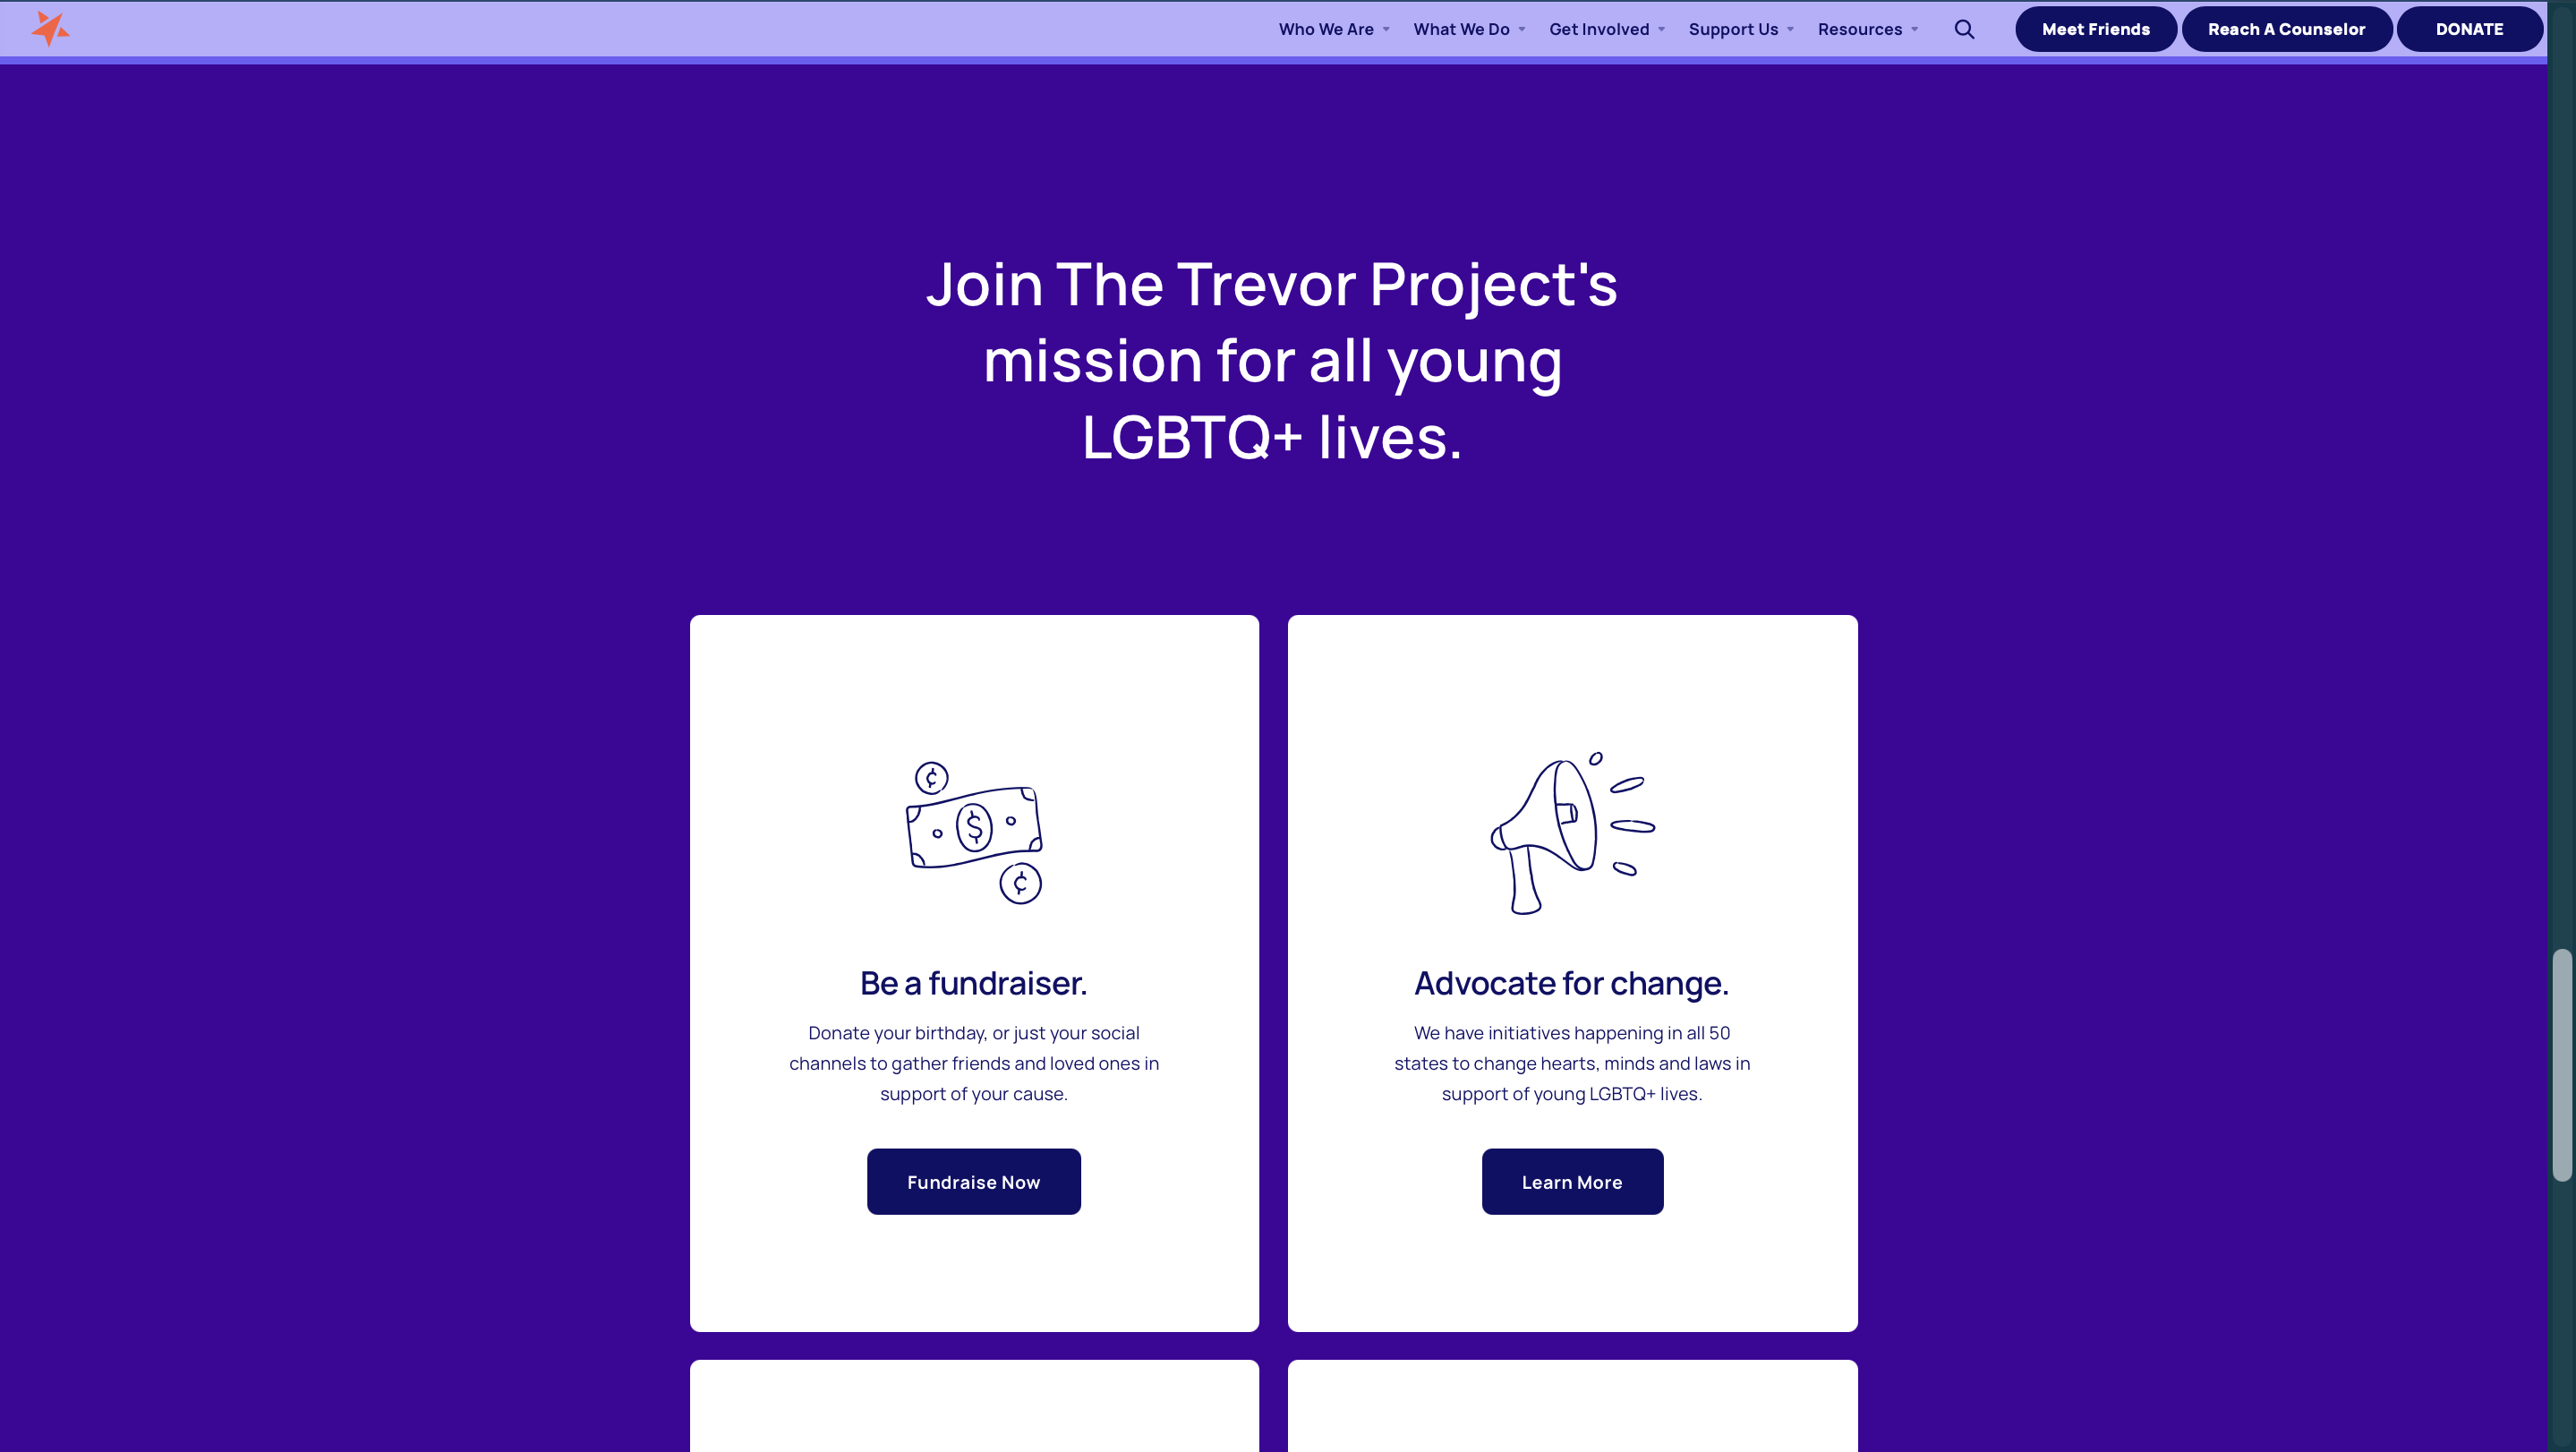 Who We Are What We Do Get Involved Support Us Resources Meet Friends Reach A Counselor DONATE
Join The Trevor Project's
mission for all young
LGBTQ+ lives.
¢
$
¢
Be a fundraiser.
Donate your birthday, or just your social
channels to gather friends and loved ones in
support of your cause.
Fundraise Now
Advocate for change.
We have initiatives happening in all 50
states to change hearts, minds and laws in
support of young LGBTQ+ lives.
Learn More